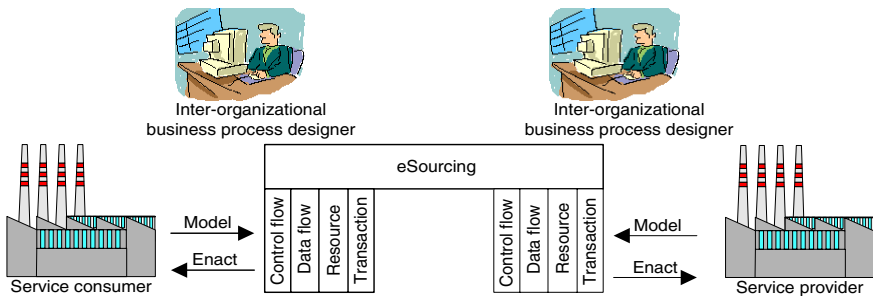 Inter-organizational
business process designer
Inter-organizational
business process designer
eSourcing
Control flow
Data flow
Resource
Transaction
Control flow
Data flow
Resource
Transaction
Model
Enact
Model
Enact
Service consumer
Service provider